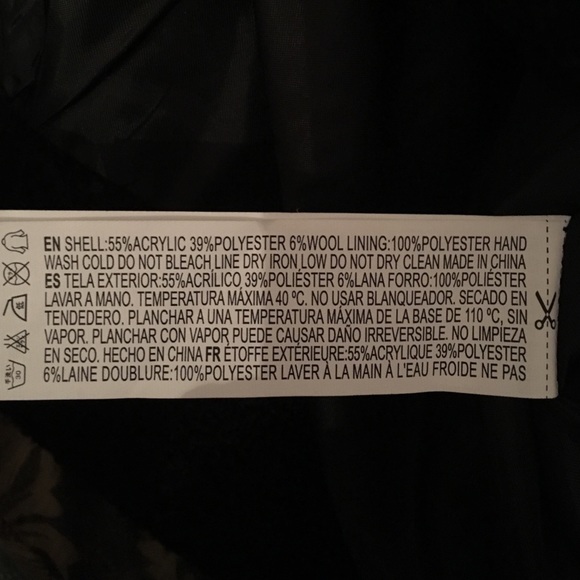 EN SHELL:55%ACRYLIC 39%POLYESTER 6%WOOL LINING:100%POLYESTER HAND
WASH COLD DO NOT BLEACH LINE DRY IRON LOW DO NOT DRY CLEAN MADE IN CHINA
ES TELA EXTERIOR:55%ACRÍLICO 39%POLIÉSTER 6%LANA FORRO:100%POLIÉSTER
LAVAR A MANO. TEMPERATURA MÁXIMA 40 ºC. NO USAR BLANQUEADOR. SECADO EN
TENDEDERO. PLANCHAR A UNA TEMPERATURA MÁXIMA DE LA BASE DE 110 ºC, SIN
VAPOR. PLANCHAR CON VAPOR PUEDE CAUSAR DAÑO IRREVERSIBLE. NO LIMPIEZA
EN SECO. HECHO EN CHINA FR ÉTOFFE EXTÉRIEURE:55%ACRYLIQUE 39%POLYESTER
6%LAINE DOUBLURE:100%POLYESTER LAVER À LA MAIN À L'EAU FROIDE NE PAS